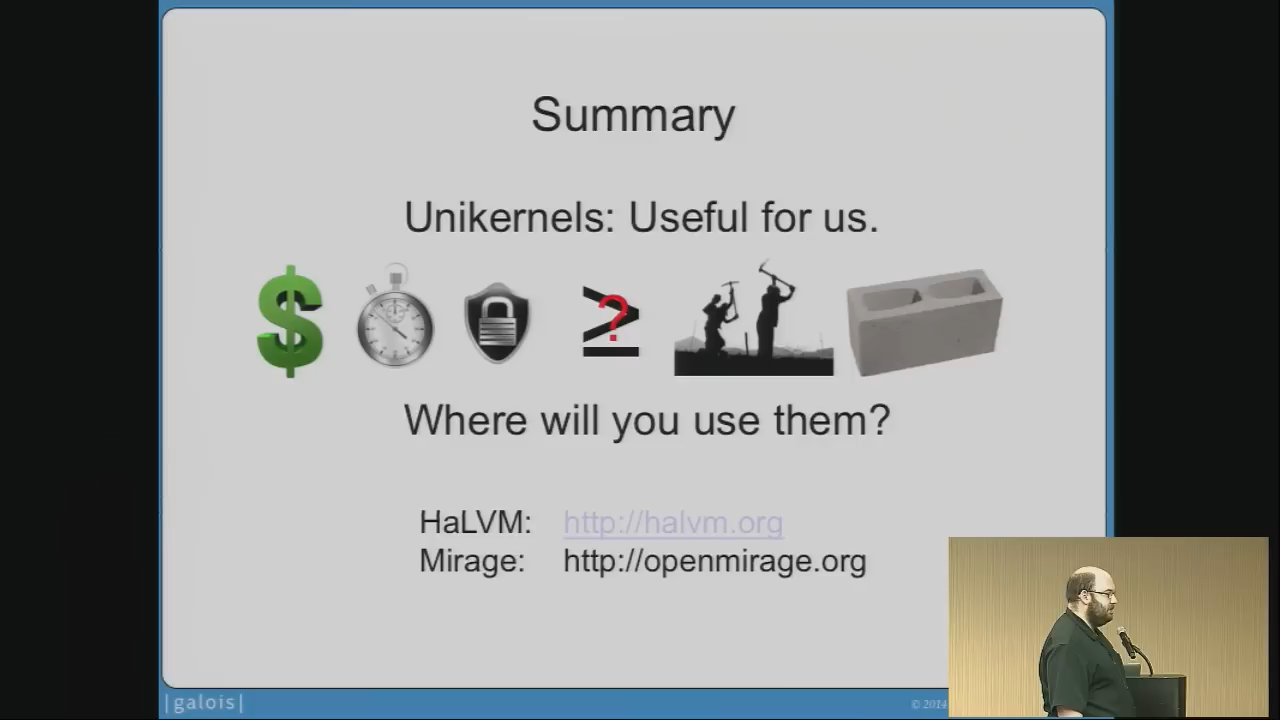 Summary
Unikernels: Useful for us.
≥ ?
Where will you use them?
HaLVM: http://halvm.org
Mirage: http://openmirage.org
|galois|
© 2014